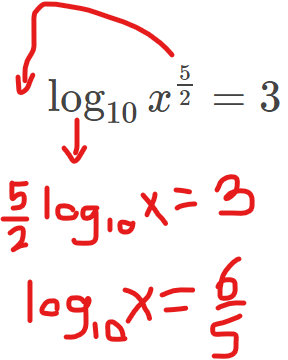 log₁₀ x^(5/2) = 3
5/2 log₁₀ x = 3
log₁₀ x = 6/5